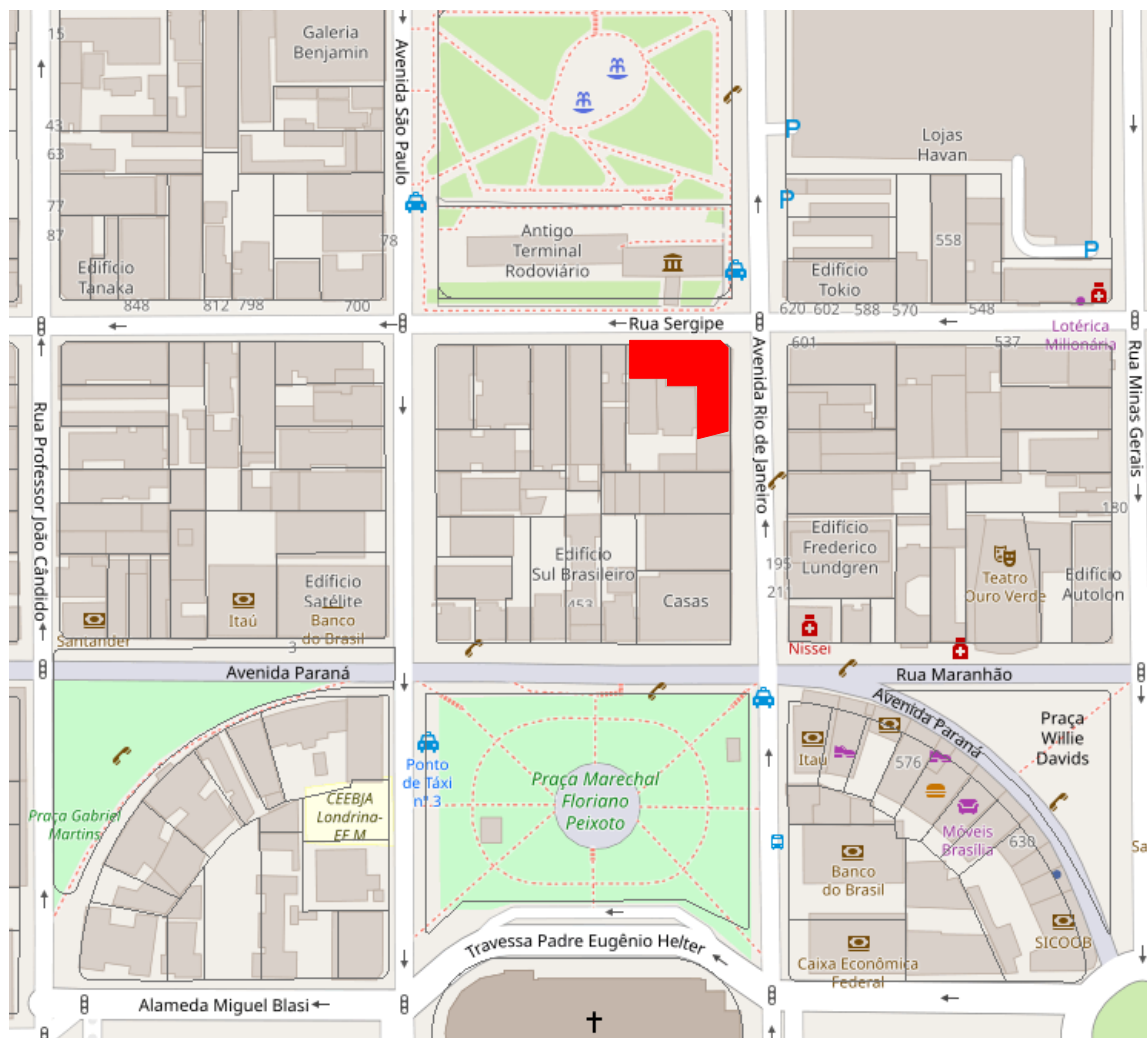 15
Galeria
Benjamin
Avenida São Paulo
43
63
77
87
78
Edifício
Tanaka
848
812
798
700
Antigo
Terminal
Rodoviário
P
P
P
Lojas
Havan
558
Edifício
Tokio
620
602
588
570
548
Rua Sergipe
Lotérica
Milionária
601
537
Avenida Rio de Janeiro
Rua Minas Gerais
Rua Professor João Cândido
180
Edifício
Frederico
Lundgren
195
Teatro
Ouro Verde
Edifício
Autolon
Edifício
Sul Brasileiro
453
Casas
Edifício
Satélite
Itaú
Banco
do Brasil
Santander
3
Nissei
Avenida Paraná
Rua Maranhão
Avenida Paraná
Praça
Willie
Davids
Itaú
576
Ponto
de Táxi
nº 3
Praça Marechal
Floriano
Peixoto
CEEBJA
Londrina-
EF M
Praça Gabriel
Martins
Móveis
Brasília
630
Sa
Banco
do Brasil
SICOOB
Caixa Econômica
Federal
Travessa Padre Eugênio Helter
Alameda Miguel Blasi